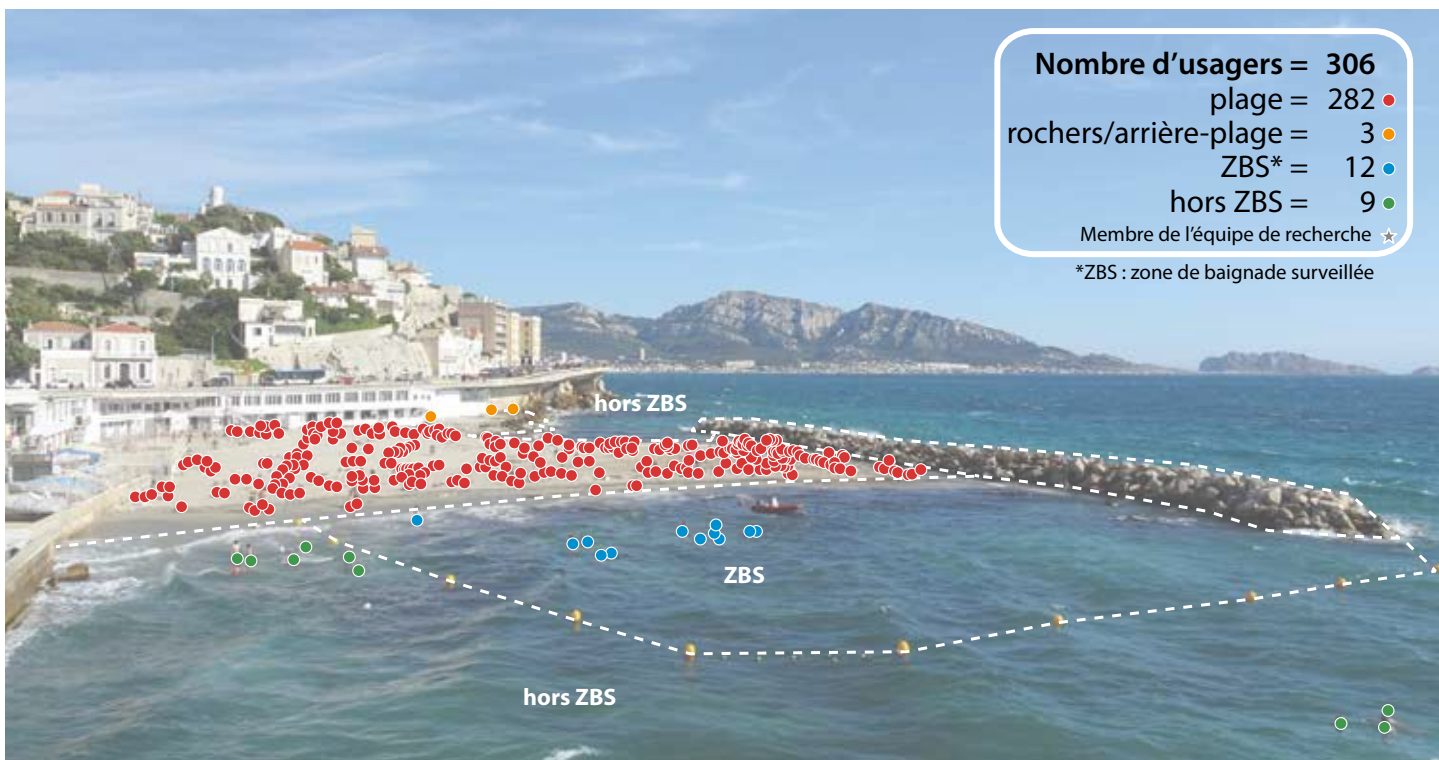 Nombre d’usagers = 306
plage = 282
rochers/arrière-plage = 3
ZBS* = 12
hors ZBS = 9
Membre de l’équipe de recherche
*ZBS : zone de baignade surveillée
hors ZBS
ZBS
hors ZBS